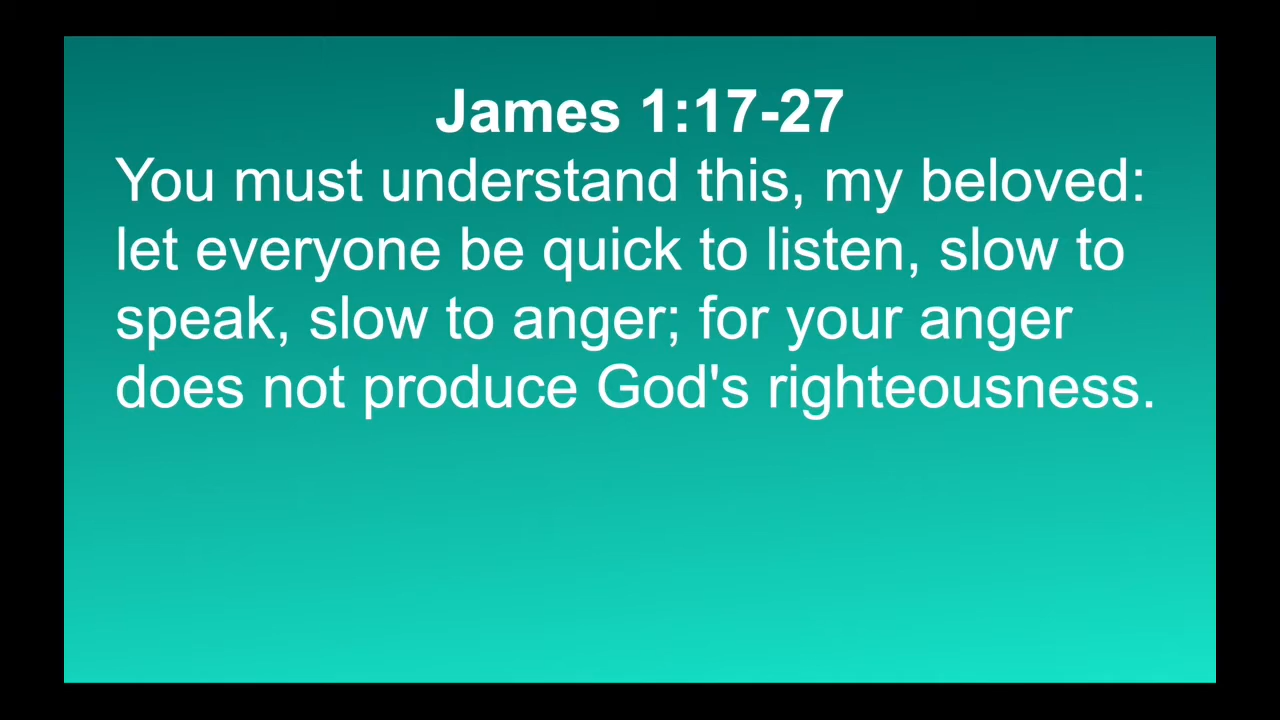 James 1:17-27
You must understand this, my beloved:
let everyone be quick to listen, slow to
speak, slow to anger; for your anger
does not produce God's righteousness.